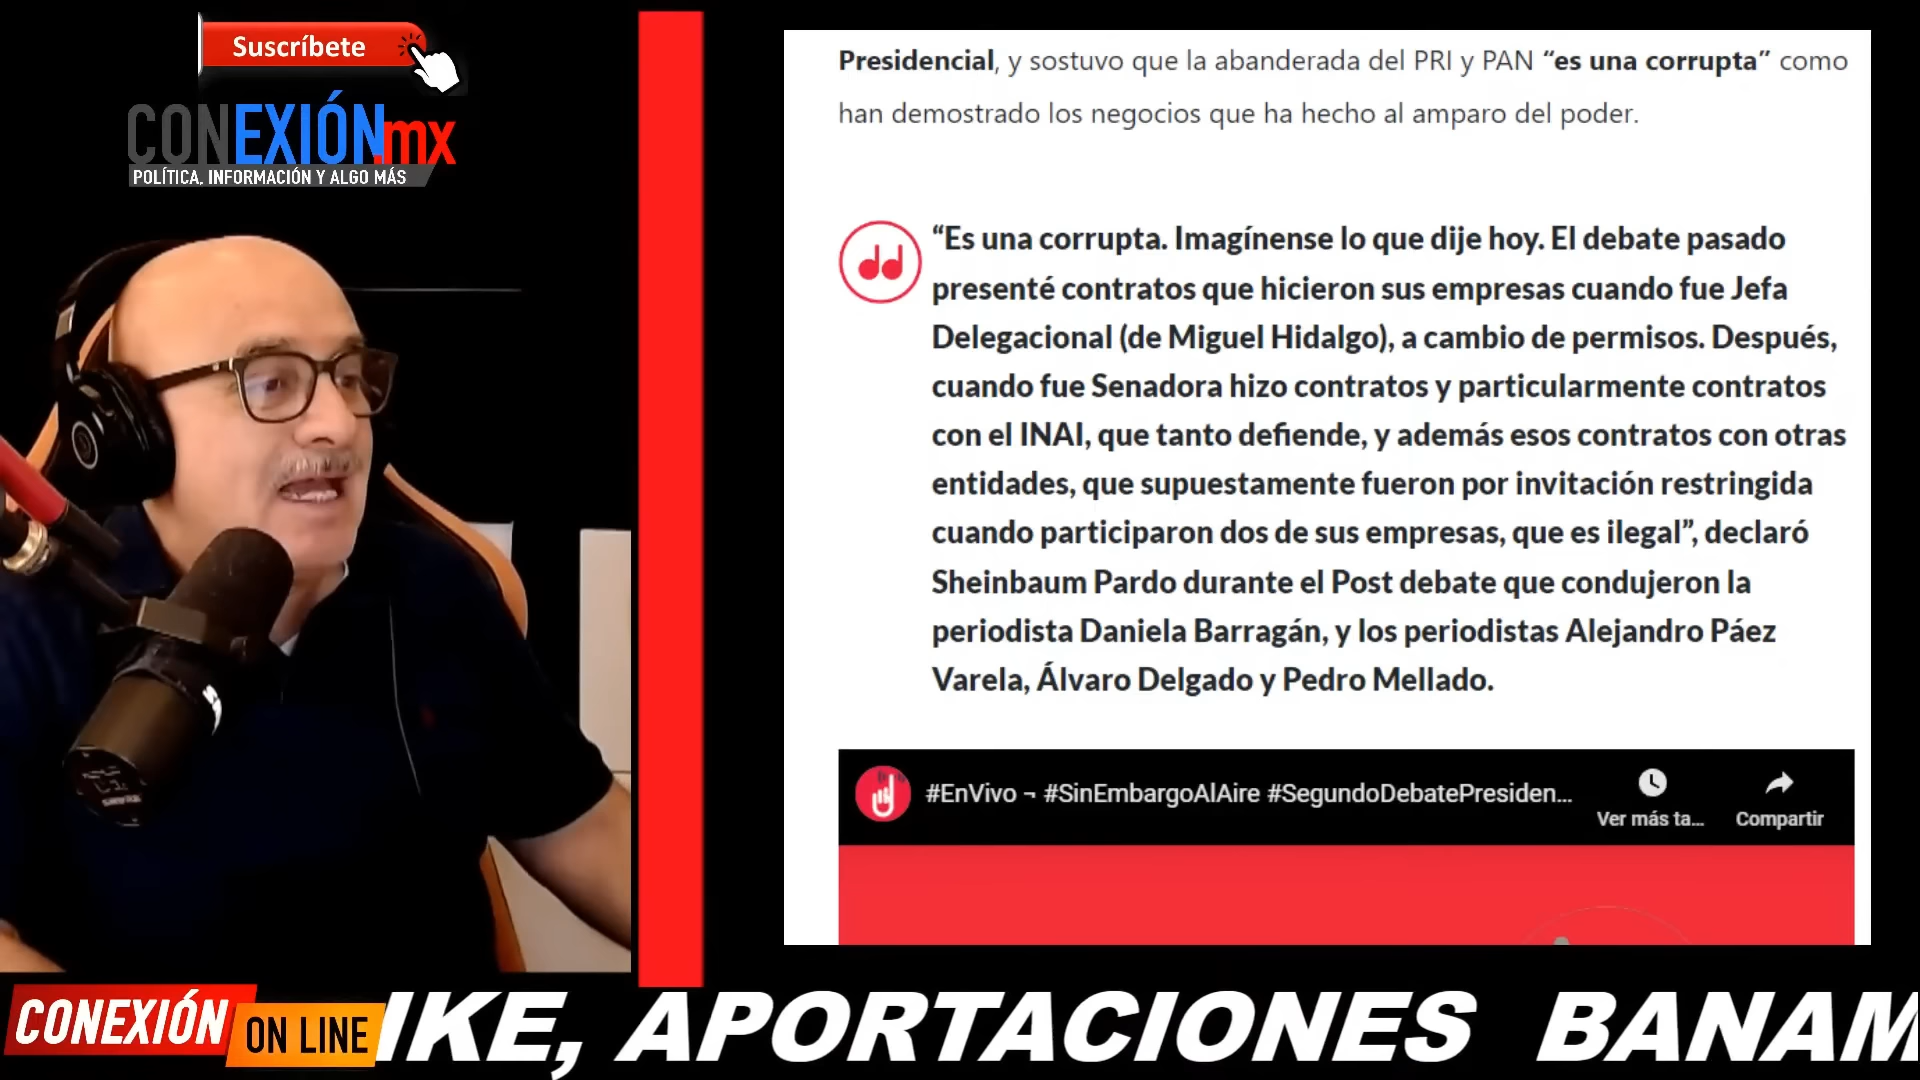 Suscríbete
CONEXIÓN.mx
POLÍTICA, INFORMACIÓN Y ALGO MÁS
Presidencial, y sostuvo que la abanderada del PRI y PAN “es una corrupta” como
han demostrado los negocios que ha hecho al amparo del poder.
“Es una corrupta. Imagínense lo que dije hoy. El debate pasado
presenté contratos que hicieron sus empresas cuando fue Jefa
Delegacional (de Miguel Hidalgo), a cambio de permisos. Después,
cuando fue Senadora hizo contratos y particularmente contratos
con el INAI, que tanto defiende, y además esos contratos con otras
entidades, que supuestamente fueron por invitación restringida
cuando participaron dos de sus empresas, que es ilegal”, declaró
Sheinbaum Pardo durante el Post debate que condujeron la
periodista Daniela Barragán, y los periodistas Alejandro Páez
Varela, Álvaro Delgado y Pedro Mellado.
#EnVivo ¬ #SinEmbargoAlAire #SegundoDebatePresiden...
Ver más ta...
Compartir
CONEXIÓN
ON LINE
IKE, APORTACIONES BANAM